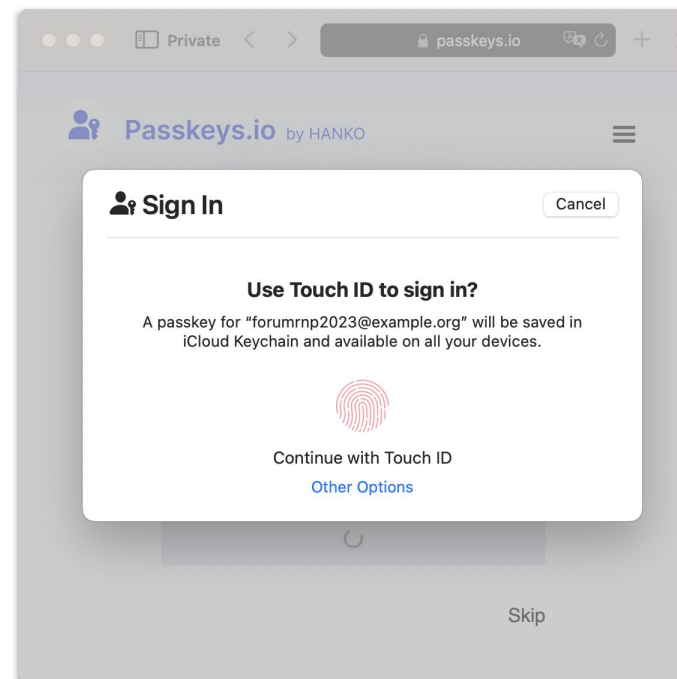 Private
passkeys.io
Passkeys.io by HANKO
Sign In
Cancel
Use Touch ID to sign in?
A passkey for “forumrnp2023@example.org” will be saved in
iCloud Keychain and available on all your devices.
Continue with Touch ID
Other Options
Skip